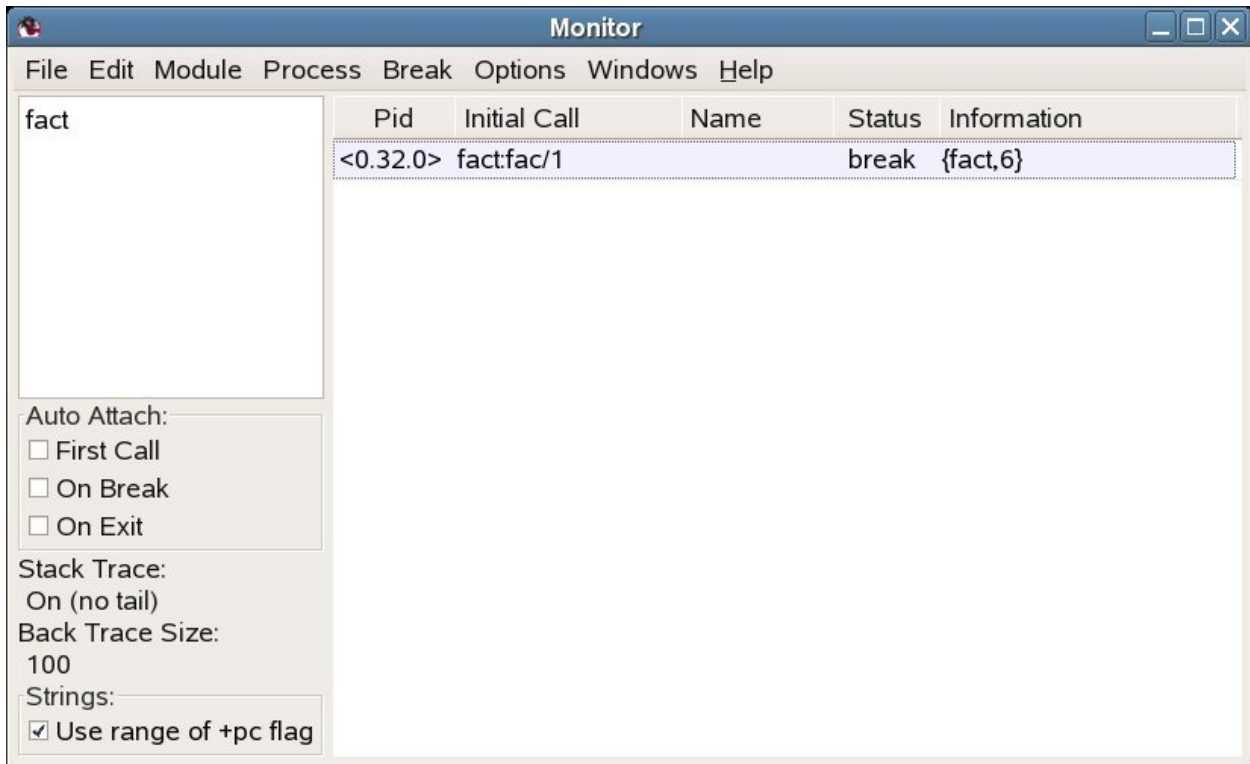 Monitor
File Edit Module Process Break Options Windows Help
fact
Pid Initial Call Name Status Information
<0.32.0> fact:fac/1 break {fact,6}
Auto Attach:
First Call
On Break
On Exit
Stack Trace:
On (no tail)
Back Trace Size:
100
Strings:
Use range of +pc flag